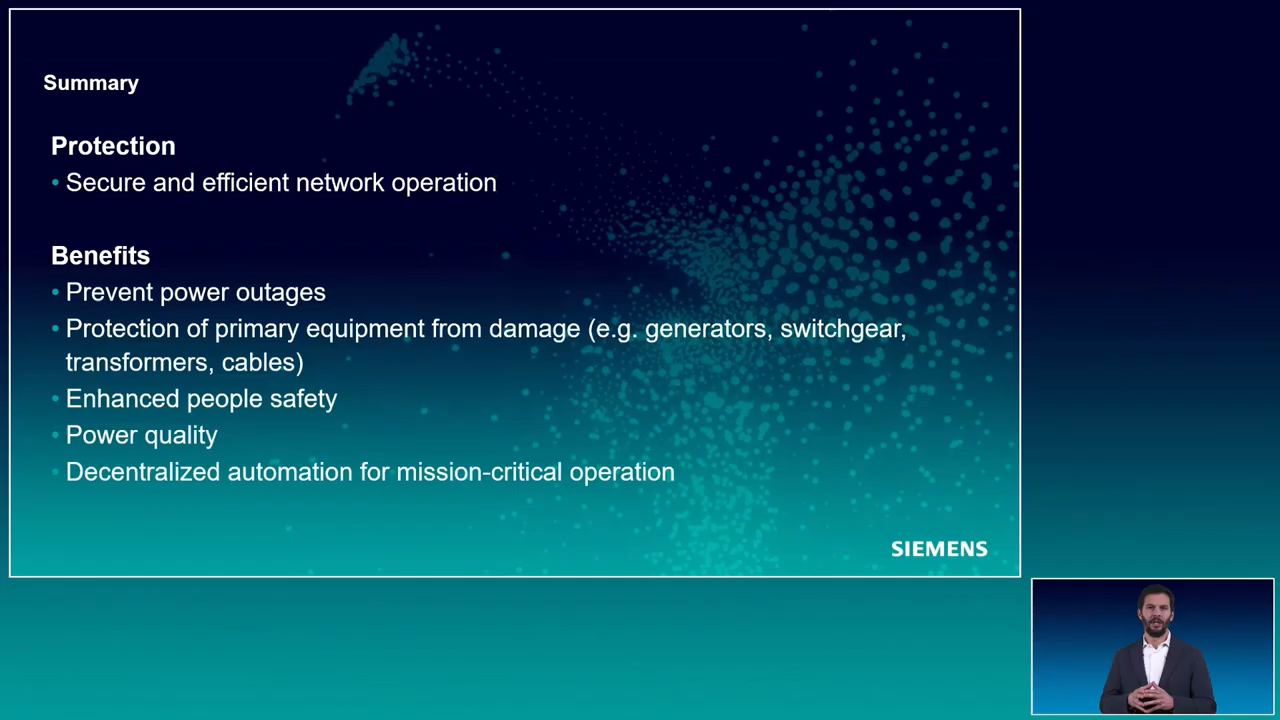 Summary
Protection
• Secure and efficient network operation
Benefits
• Prevent power outages
• Protection of primary equipment from damage (e.g. generators, switchgear,
transformers, cables)
• Enhanced people safety
• Power quality
• Decentralized automation for mission-critical operation
SIEMENS